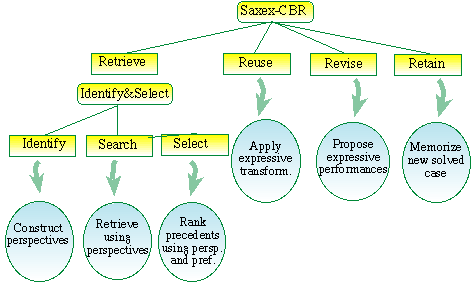 Saxex-CBR
Retrieve
Reuse
Revise
Retain
Identify&Select
Identify
Search
Select
Apply
expressive
transform.
Propose
expressive
performances
Memorize
new solved
case
Construct
perspectives
Retrieve
using
perspectives
Rank
precedents
using persp.
and pref.